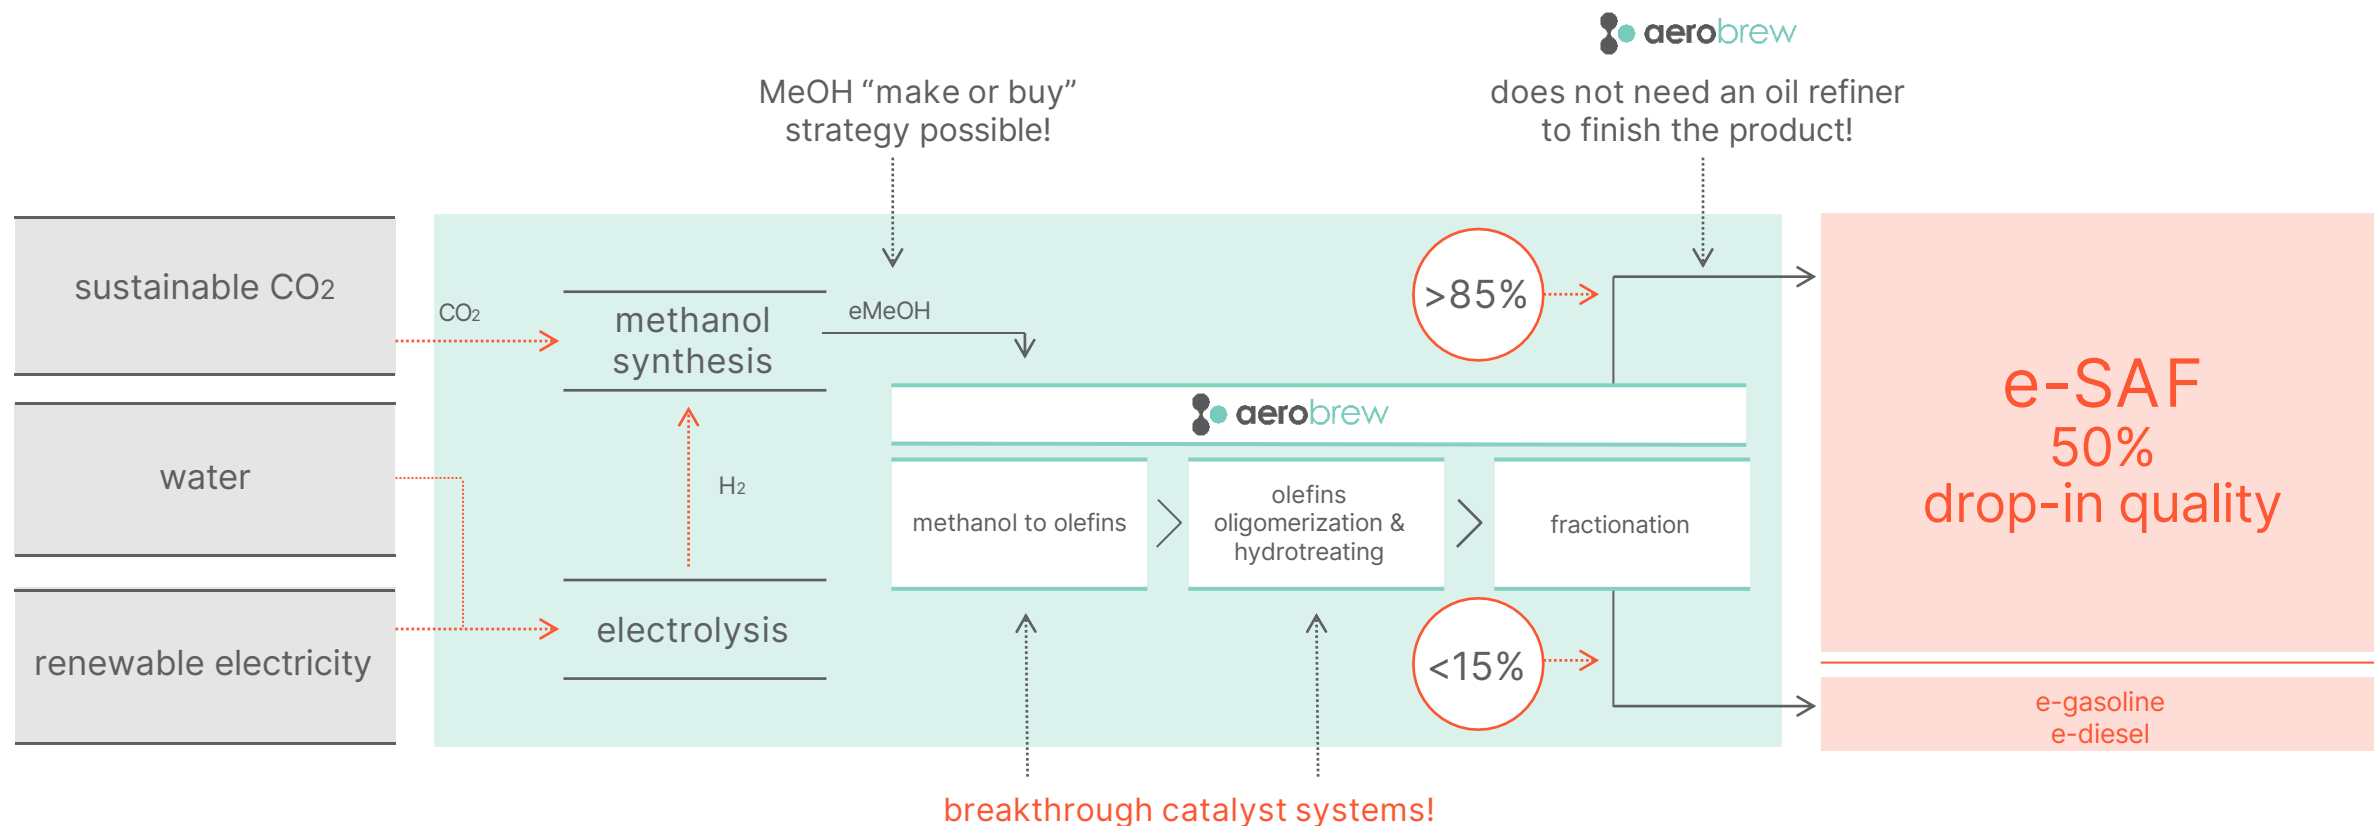 aerobrew
MeOH “make or buy”
strategy possible!
does not need an oil refiner
to finish the product!
sustainable CO2
water
renewable electricity
CO2
methanol
synthesis
eMeOH
H2
electrolysis
>85%
aerobrew
methanol to olefins
olefins
oligomerization &
hydrotreating
fractionation
<15%
e-SAF
50%
drop-in quality
e-gasoline
e-diesel
breakthrough catalyst systems!